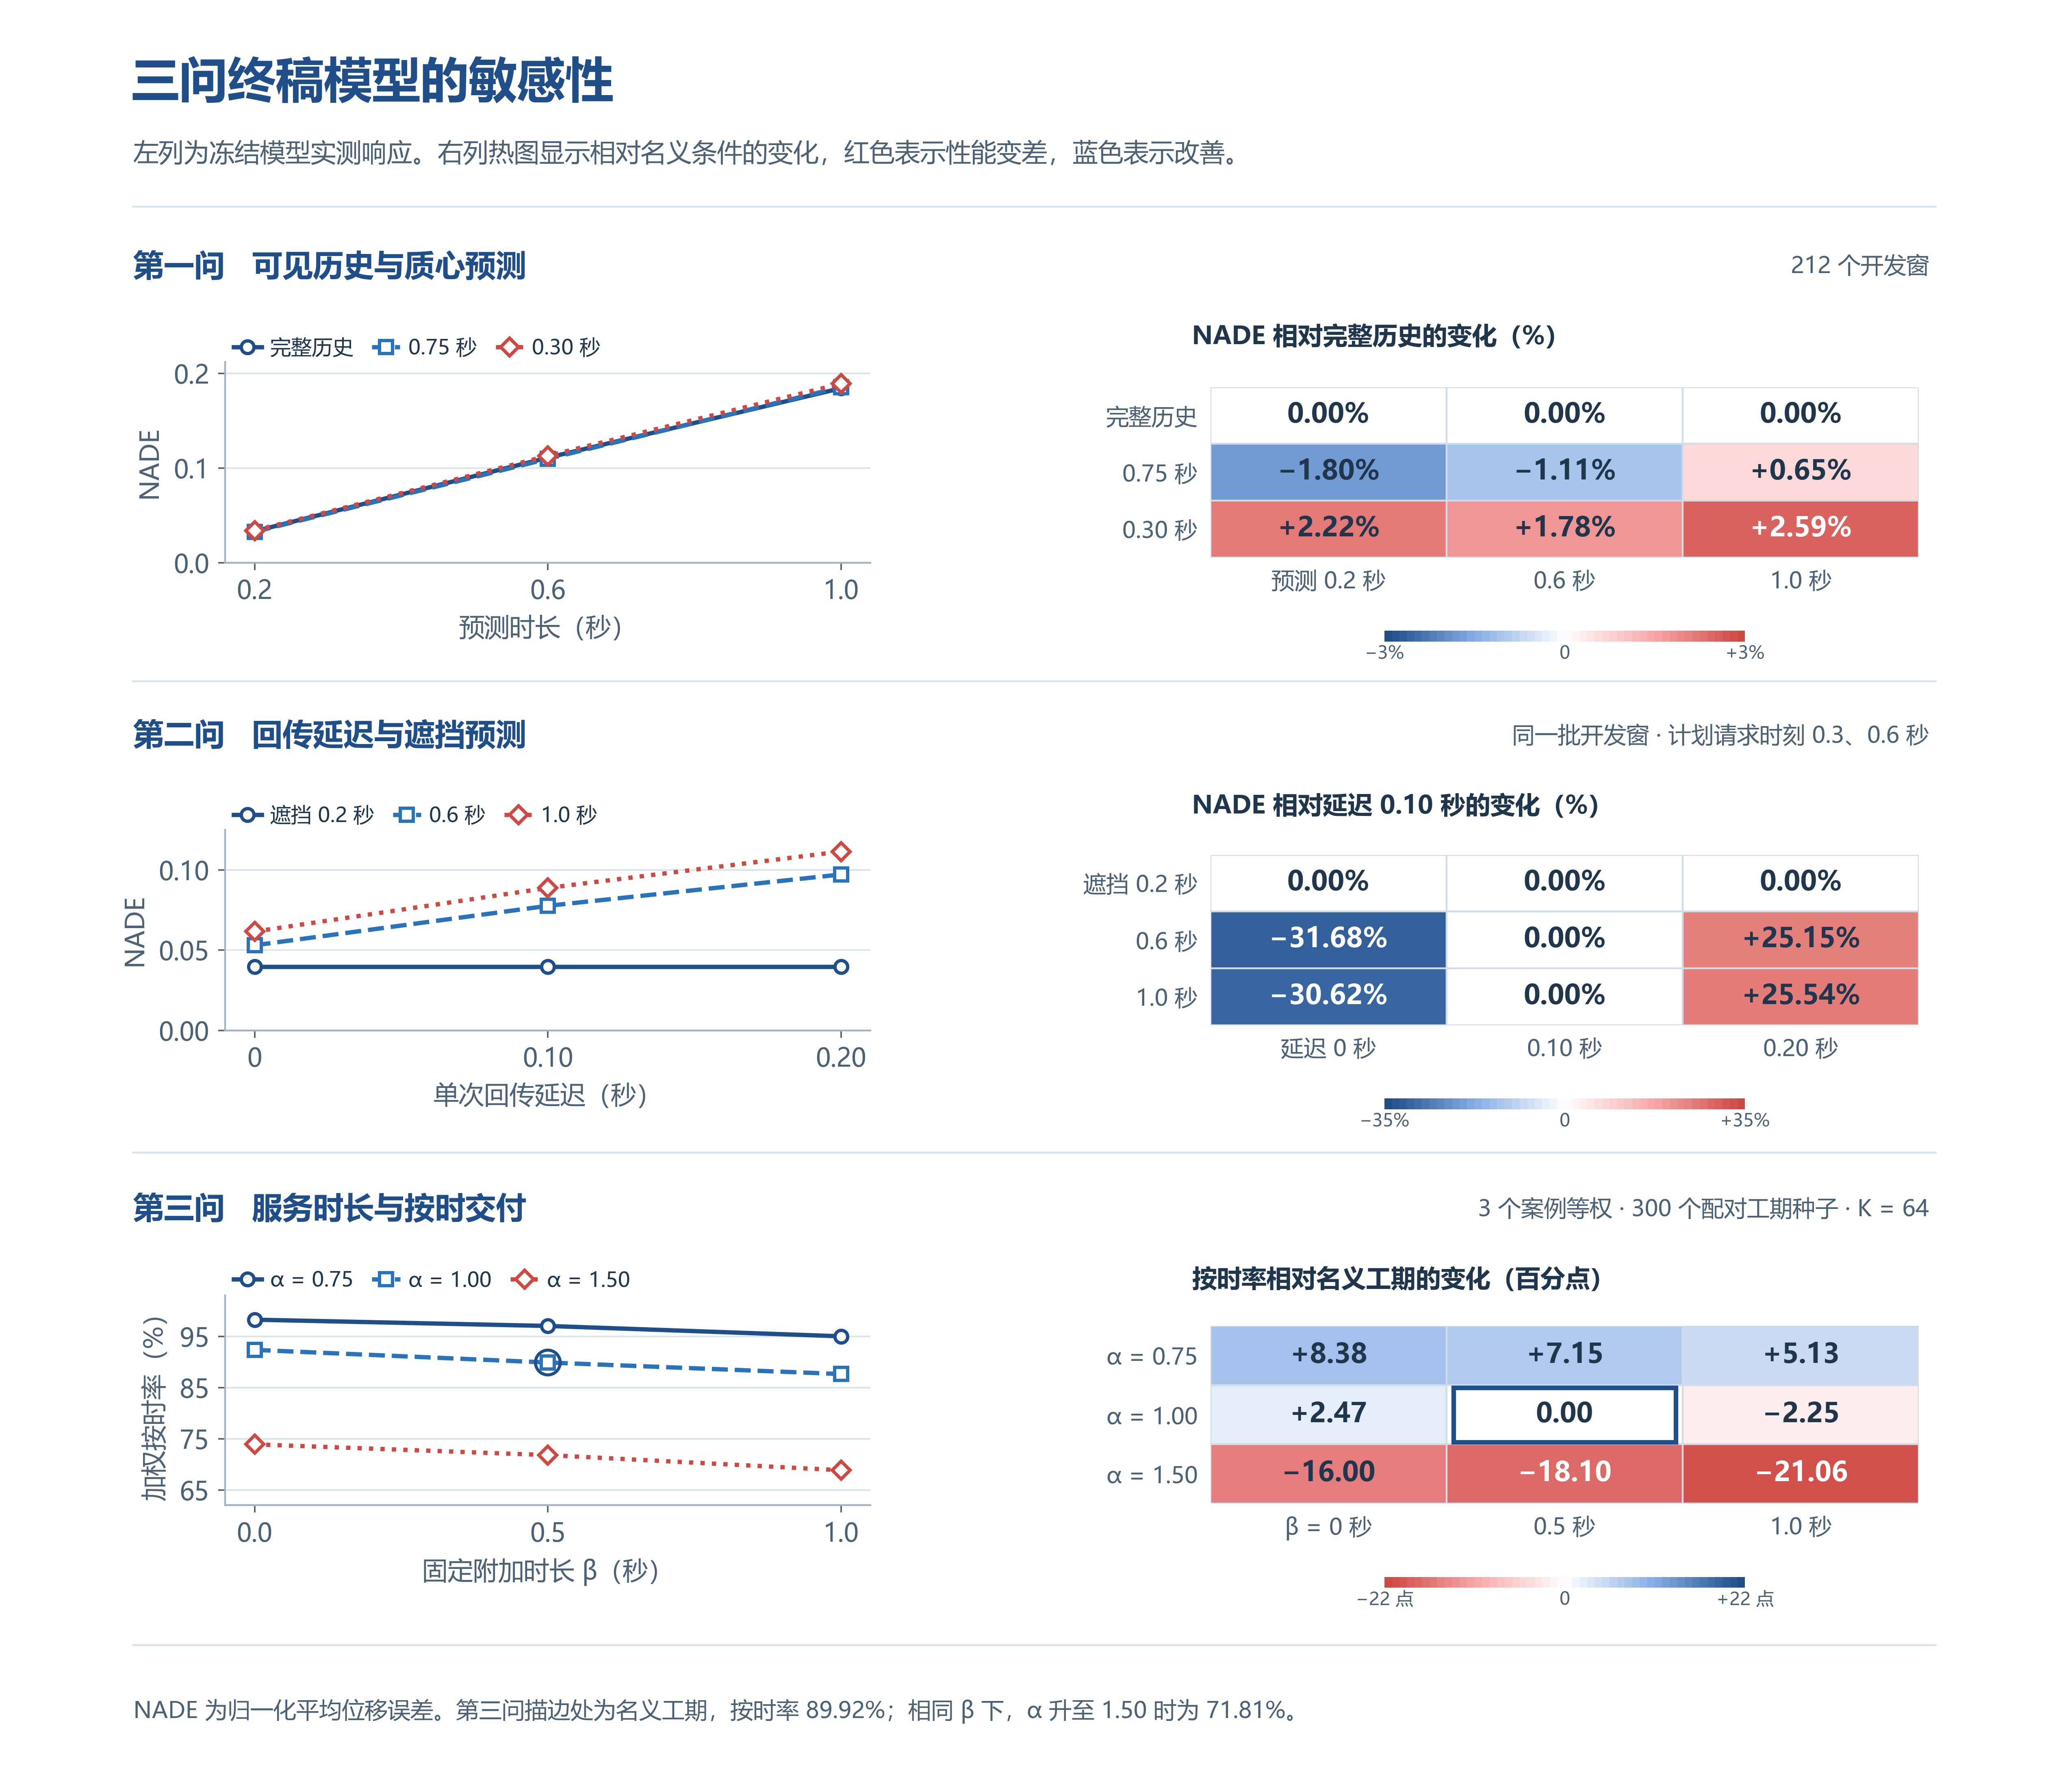 三问终稿模型的敏感性
左列为冻结模型实测响应。右列热图显示相对名义条件的变化，红色表示性能变差，蓝色表示改善。
第一问 可见历史与质心预测
212 个开发窗
完整历史 0.75 秒 0.30 秒
NADE
0.2
0.1
0.0
0.2 0.6 1.0
预测时长（秒）
NADE 相对完整历史的变化（%）
完整历史 0.00% 0.00% 0.00%
0.75 秒 −1.80% −1.11% +0.65%
0.30 秒 +2.22% +1.78% +2.59%
预测 0.2 秒 0.6 秒 1.0 秒
−3% 0 +3%
第二问 回传延迟与遮挡预测
同一批开发窗 · 计划请求时刻 0.3、0.6 秒
遮挡 0.2 秒 0.6 秒 1.0 秒
NADE
0.10
0.05
0.00
0 0.10 0.20
单次回传延迟（秒）
NADE 相对延迟 0.10 秒的变化（%）
遮挡 0.2 秒 0.00% 0.00% 0.00%
0.6 秒 −31.68% 0.00% +25.15%
1.0 秒 −30.62% 0.00% +25.54%
延迟 0 秒 0.10 秒 0.20 秒
−35% 0 +35%
第三问 服务时长与按时交付
3 个案例等权 · 300 个配对工期种子 · K = 64
α = 0.75 α = 1.00 α = 1.50
加权按时率（%）
95
85
75
65
0.0 0.5 1.0
固定附加时长 β（秒）
按时率相对名义工期的变化（百分点）
α = 0.75 +8.38 +7.15 +5.13
α = 1.00 +2.47 0.00 −2.25
α = 1.50 −16.00 −18.10 −21.06
β = 0 秒 0.5 秒 1.0 秒
−22 点 0 +22 点
NADE 为归一化平均位移误差。第三问描边处为名义工期，按时率 89.92%；相同 β 下，α 升至 1.50 时为 71.81%。